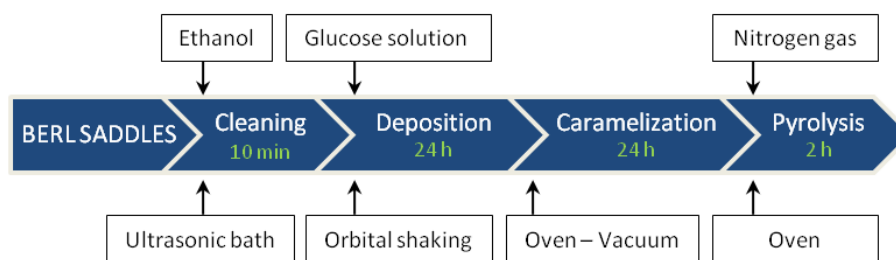 Ethanol
Glucose solution
Nitrogen gas
BERL SADDLES
Cleaning
10 min
Deposition
24 h
Caramelization
24 h
Pyrolysis
2 h
Ultrasonic bath
Orbital shaking
Oven – Vacuum
Oven